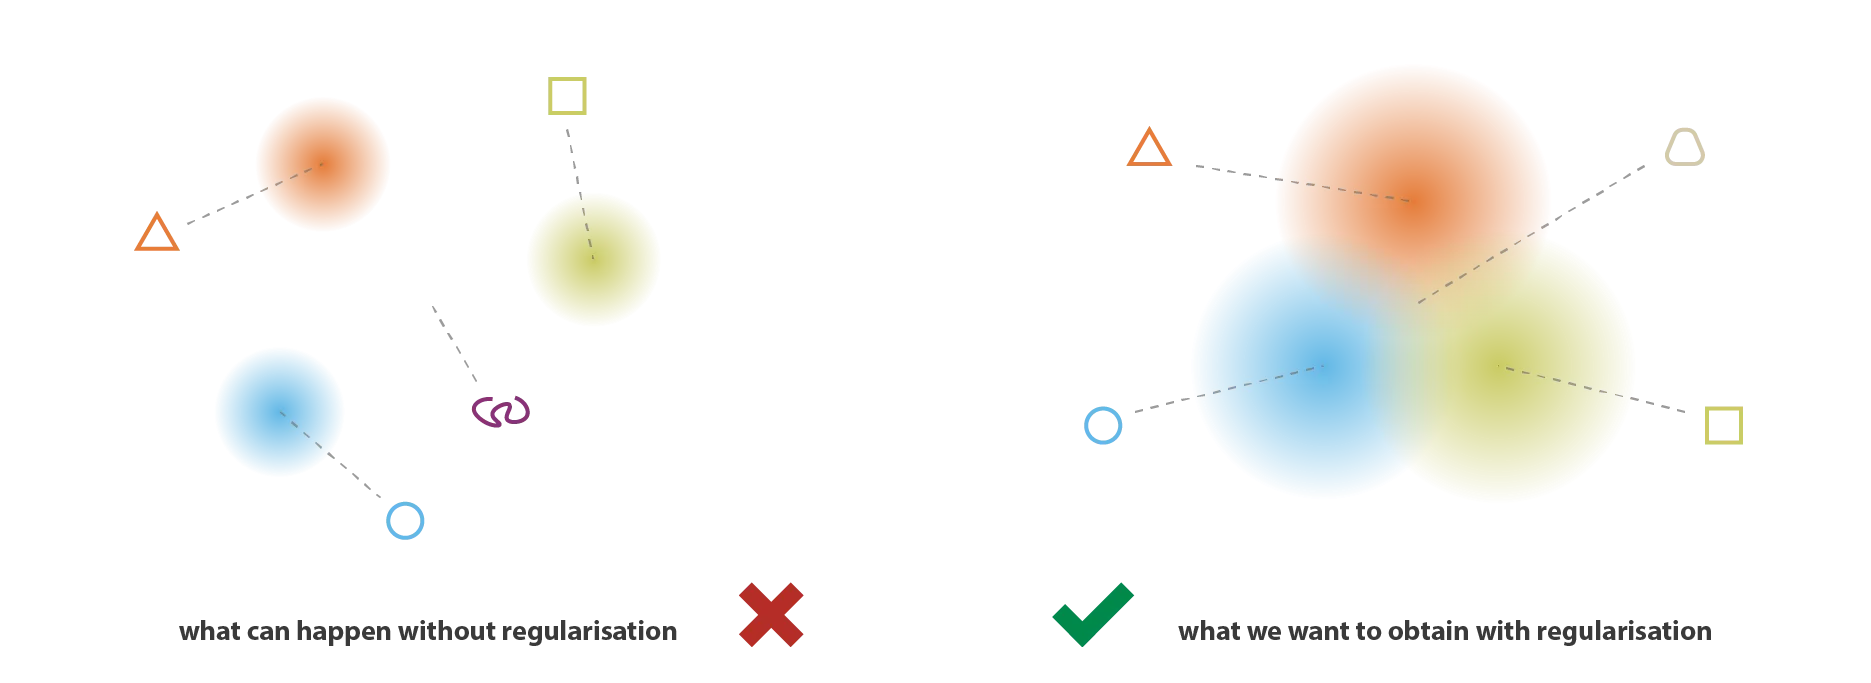 what can happen without regularisation
what we want to obtain with regularisation